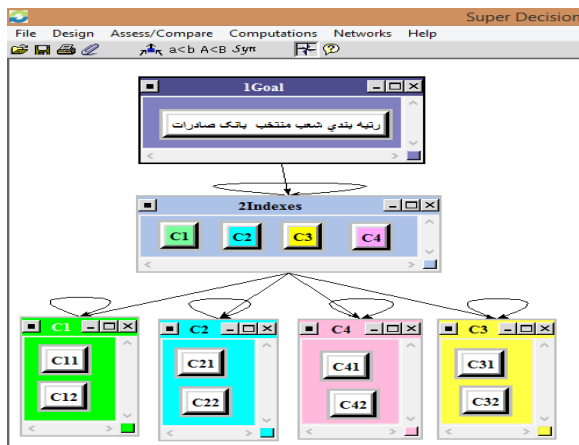 Super Decision
File Design Assess/Compare Computations Networks Help
a<b A<B Syn
1Goal
رتبه بندي شعب منتخب بانک صادرات
2Indexes
C1 C2 C3 C4
C1 C2 C4 C3
C11 C21 C41 C31
C12 C22 C42 C32